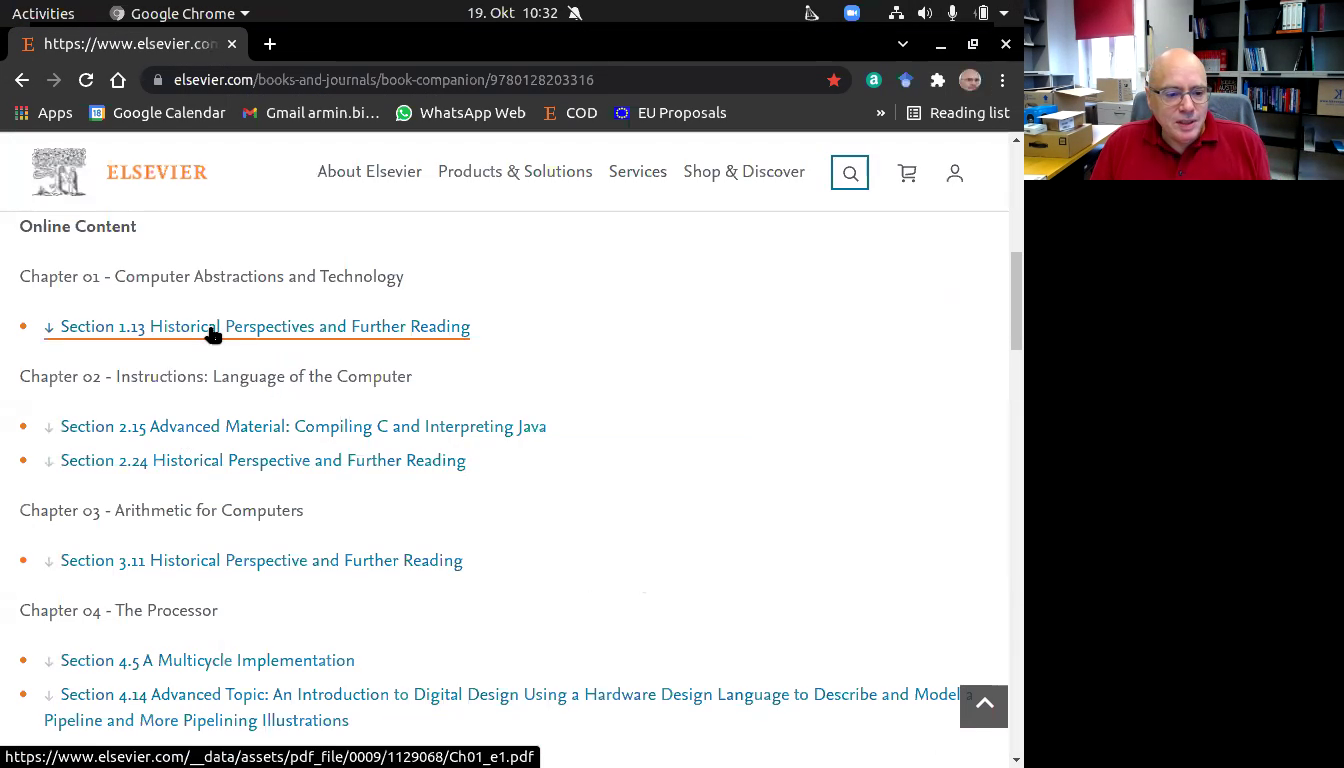 Activities
Google Chrome
19. Okt 10:32
https://www.elsevier.con
elsevier.com/books-and-journals/book-companion/9780128203316
Apps
Google Calendar
Gmail armin.bi...
WhatsApp Web
COD
EU Proposals
»
Reading list
ELSEVIER
About Elsevier
Products & Solutions
Services
Shop & Discover
Online Content
Chapter 01 - Computer Abstractions and Technology
↓ Section 1.13 Historical Perspectives and Further Reading
Chapter 02 - Instructions: Language of the Computer
↓ Section 2.15 Advanced Material: Compiling C and Interpreting Java
↓ Section 2.24 Historical Perspective and Further Reading
Chapter 03 - Arithmetic for Computers
↓ Section 3.11 Historical Perspective and Further Reading
Chapter 04 - The Processor
↓ Section 4.5 A Multicycle Implementation
↓ Section 4.14 Advanced Topic: An Introduction to Digital Design Using a Hardware Design Language to Describe and Model a
Pipeline and More Pipelining Illustrations
https://www.elsevier.com/__data/assets/pdf_file/0009/1129068/Ch01_e1.pdf